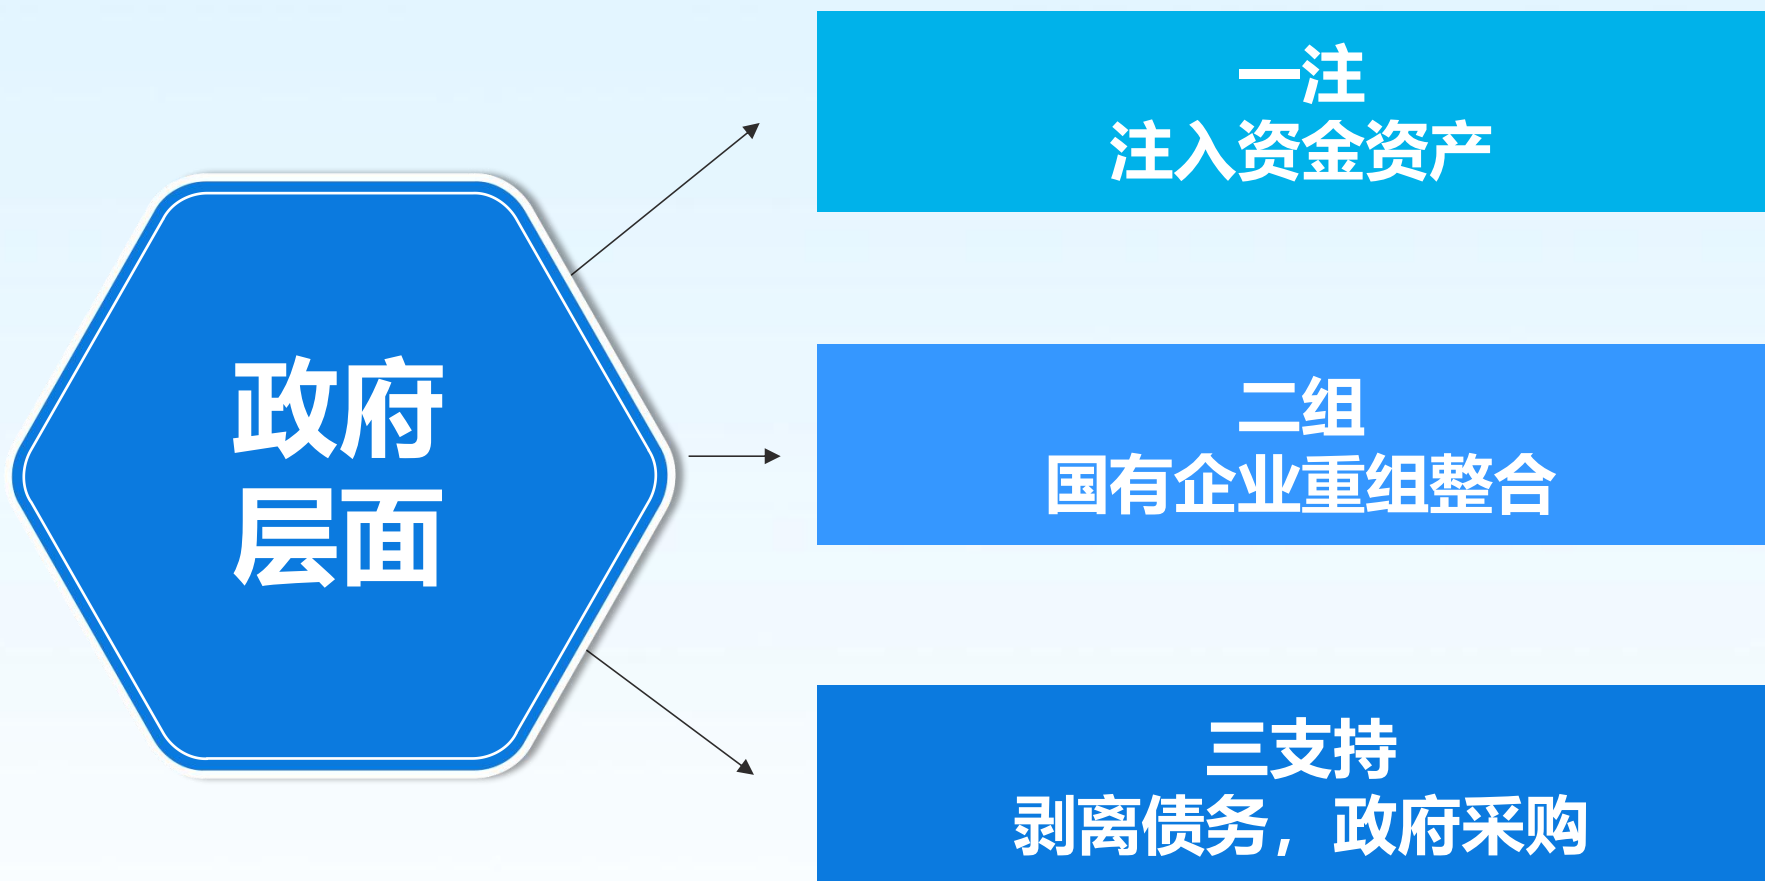 政府
层面
一注
注入资金资产
二组
国有企业重组整合
三支持
剥离债务，政府采购